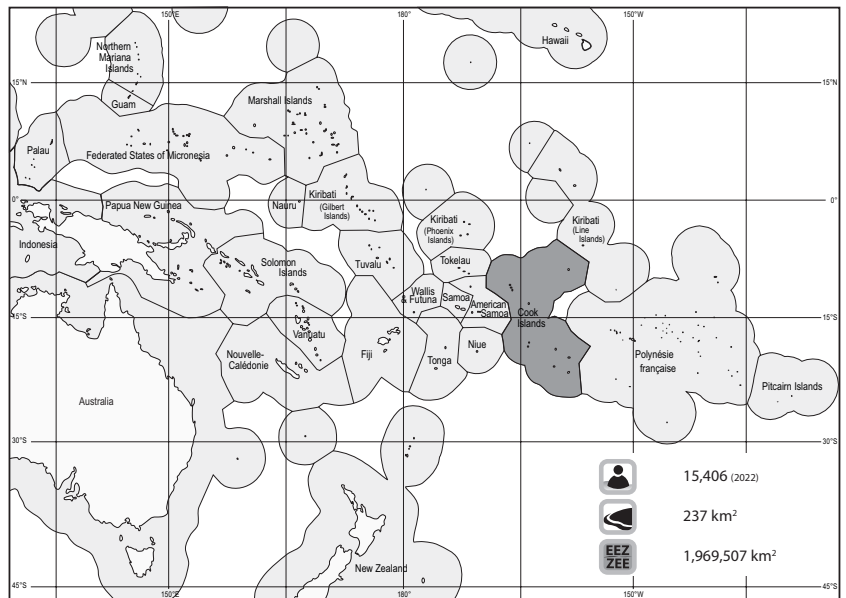 150°E
180°
150°W
Hawaii
Northern
Mariana
Islands
15°N
15°N
Guam
Marshall Islands
Palau
Federated States of Micronesia
0°
0°
Papua New Guinea
Nauru
Kiribati
(Gilbert
Islands)
Kiribati
(Phoenix
Islands)
Kiribati
(Line
Islands)
Indonesia
Solomon
Islands
Tuvalu
Tokelau
Wallis
& Futuna
Samoa
American
Samoa
Cook
Islands
15°S
15°S
Vanuatu
Nouvelle-
Calédonie
Fiji
Tonga
Niue
Polynésie
française
Pitcairn Islands
Australia
30°S
30°S
15,406 (2022)
237 km²
EEZ
ZEE
1,969,507 km²
New Zealand
45°S
45°S
150°E
180°
150°W